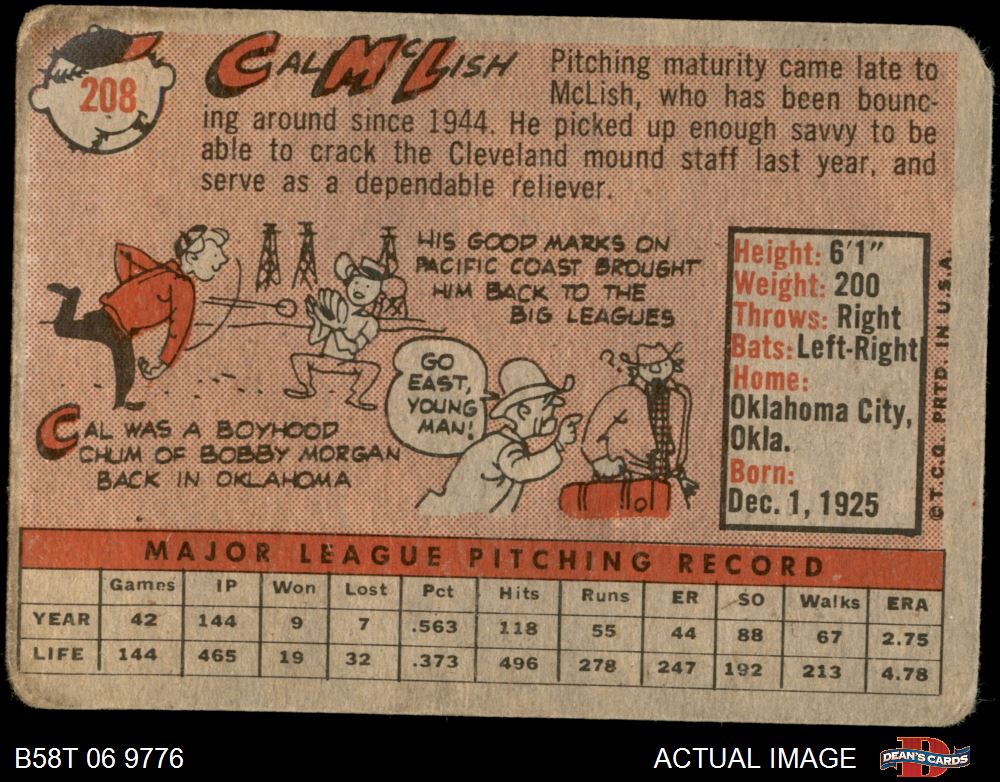 208
CAL McLISH
Pitching maturity came late to
McLish, who has been bounc-
ing around since 1944. He picked up enough savvy to be
able to crack the Cleveland mound staff last year, and
serve as a dependable reliever.
HIS GOOD MARKS ON
PACIFIC COAST BROUGHT
HIM BACK TO THE
BIG LEAGUES
GO
EAST,
YOUNG
MAN!
CAL WAS A BOYHOOD
CHUM OF BOBBY MORGAN
BACK IN OKLAHOMA
Height: 6'1"
Weight: 200
Throws: Right
Bats: Left-Right
Home:
Oklahoma City,
Okla.
Born:
Dec. 1, 1925
© T.C.G. PRTD. IN U.S.A.
MAJOR LEAGUE PITCHING RECORD
Games IP Won Lost Pct Hits Runs ER SO Walks ERA
YEAR 42 144 9 7 .563 118 55 44 88 67 2.75
LIFE 144 465 19 32 .373 496 278 247 192 213 4.78
B58T 06 9776
ACTUAL IMAGE
DEAN'S CARDS